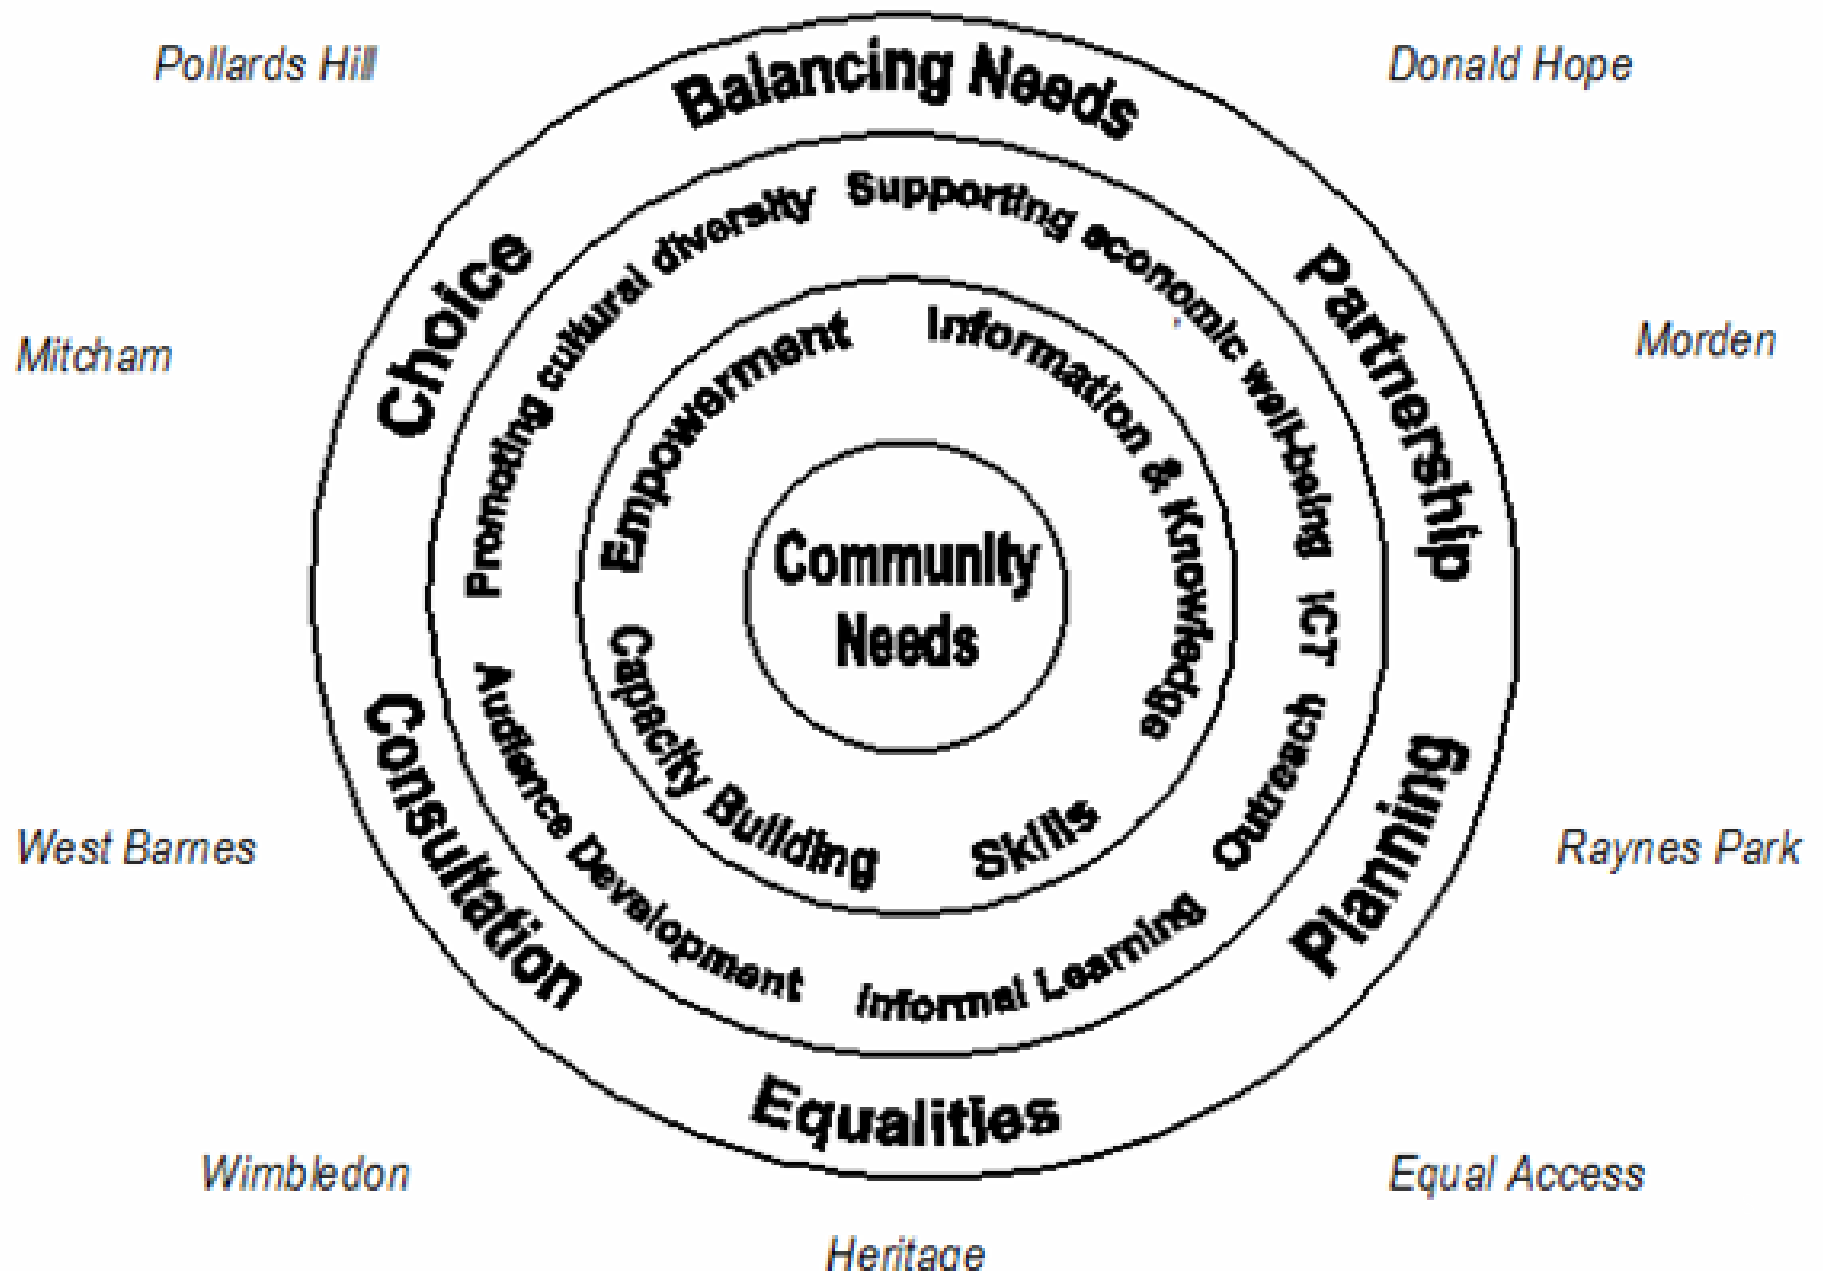 Pollards Hill
Donald Hope
Mitcham
Morden
West Barnes
Raynes Park
Wimbledon
Equal Access
Heritage
Balancing Needs
Partnership
Planning
Equalities
Consultation
Choice
Promoting cultural diversity
Supporting economic well-being
ICT
Outreach
Informal Learning
Audience Development
Empowerment
Information & Knowledge
Skills
Capacity Building
Community
Needs